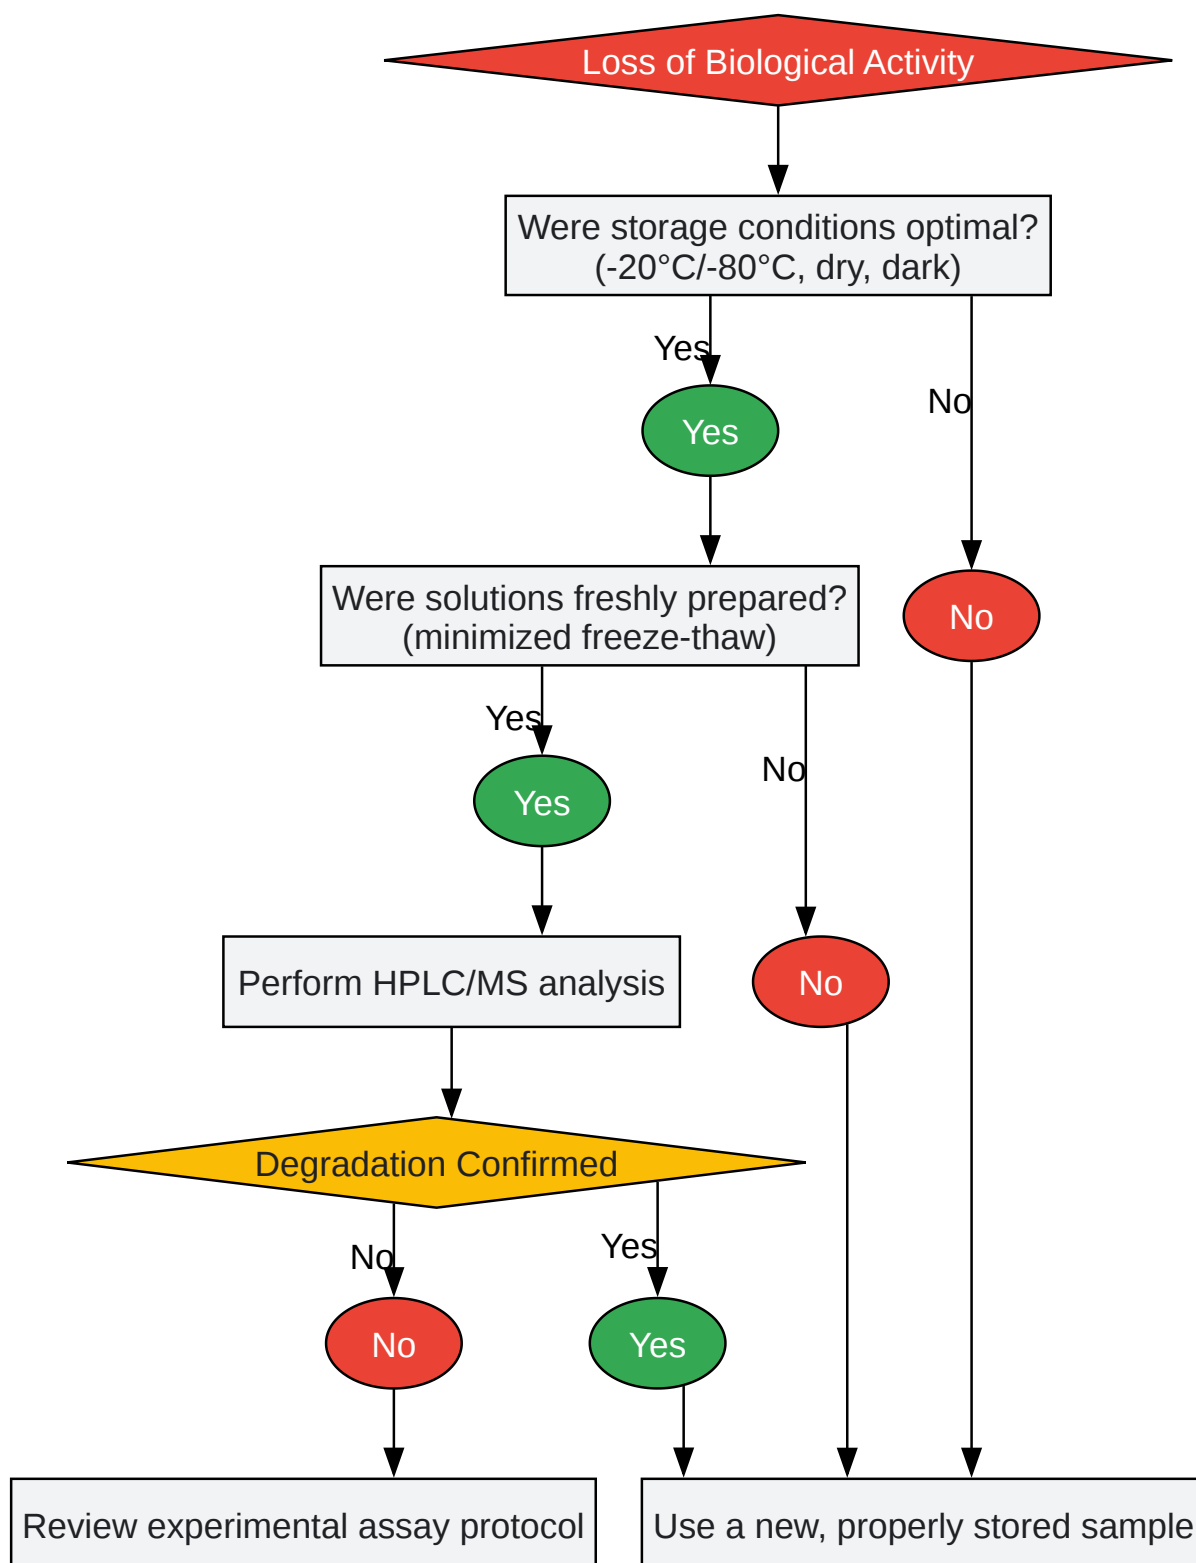 Loss of Biological Activity
Were storage conditions optimal?
(-20°C/-80°C, dry, dark)
Yes
No
Yes
Were solutions freshly prepared?
(minimized freeze-thaw)
No
Yes
No
Yes
Perform HPLC/MS analysis
No
Degradation Confirmed
No
Yes
No
Yes
Review experimental assay protocol
Use a new, properly stored sample